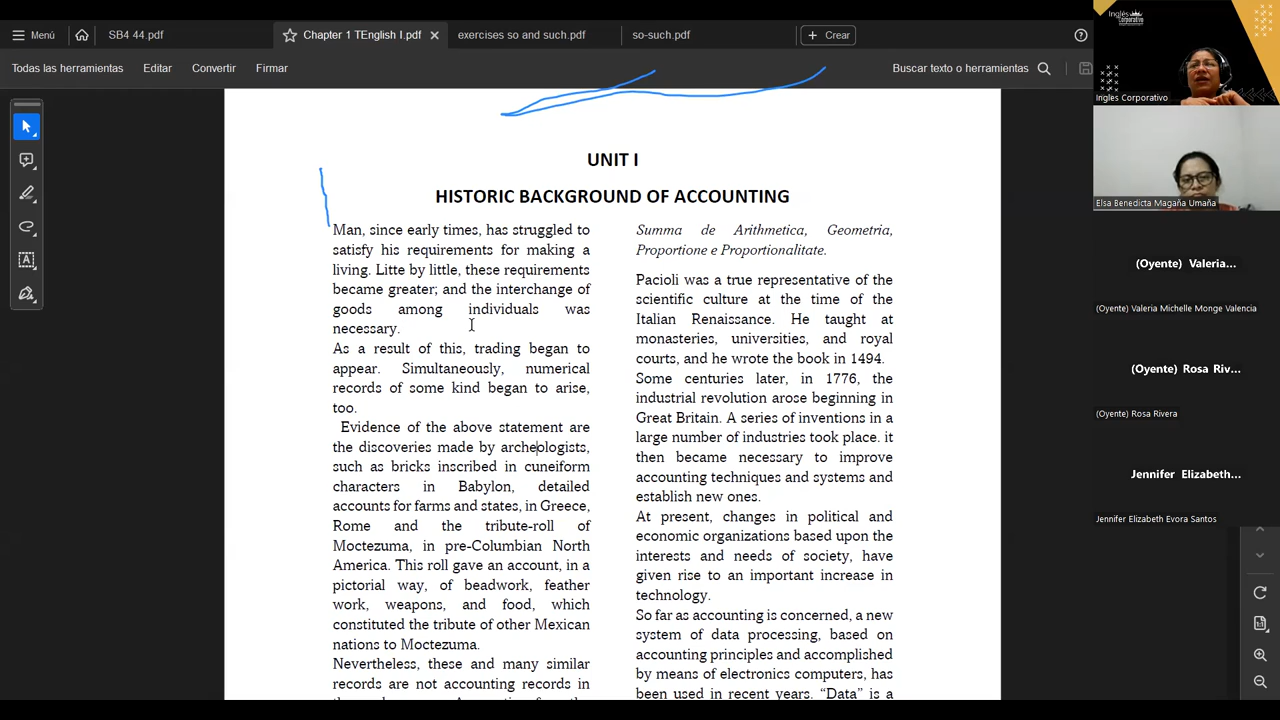 Menú
SB4 44.pdf
Chapter 1 TEnglish I.pdf
exercises so and such.pdf
so-such.pdf
Crear
Todas las herramientas
Editar
Convertir
Firmar
Buscar texto o herramientas
UNIT I
HISTORIC BACKGROUND OF ACCOUNTING
Man, since early times, has struggled to
satisfy his requirements for making a
living. Litte by little, these requirements
became greater; and the interchange of
goods among individuals was
necessary.
As a result of this, trading began to
appear. Simultaneously, numerical
records of some kind began to arise,
too.
Evidence of the above statement are
the discoveries made by archeologists,
such as bricks inscribed in cuneiform
characters in Babylon, detailed
accounts for farms and states, in Greece,
Rome and the tribute-roll of
Moctezuma, in pre-Columbian North
America. This roll gave an account, in a
pictorial way, of beadwork, feather
work, weapons, and food, which
constituted the tribute of other Mexican
nations to Moctezuma.
Nevertheless, these and many similar
records are not accounting records in
Summa de Arithmetica, Geometria,
Proportione e Proportionalitate.
Pacioli was a true representative of the
scientific culture at the time of the
Italian Renaissance. He taught at
monasteries, universities, and royal
courts, and he wrote the book in 1494.
Some centuries later, in 1776, the
industrial revolution arose beginning in
Great Britain. A series of inventions in a
large number of industries took place. it
then became necessary to improve
accounting techniques and systems and
establish new ones.
At present, changes in political and
economic organizations based upon the
interests and needs of society, have
given rise to an important increase in
technology.
So far as accounting is concerned, a new
system of data processing, based on
accounting principles and accomplished
by means of electronics computers, has
been used in recent years. “Data” is a
Inglés
Corporativo
Ingles Corporativo
Elsa Benedicta Magaña Umaña
(Oyente) Valeria...
(Oyente) Valeria Michelle Monge Valencia
(Oyente) Rosa Riv...
(Oyente) Rosa Rivera
Jennifer Elizabeth...
Jennifer Elizabeth Evora Santos